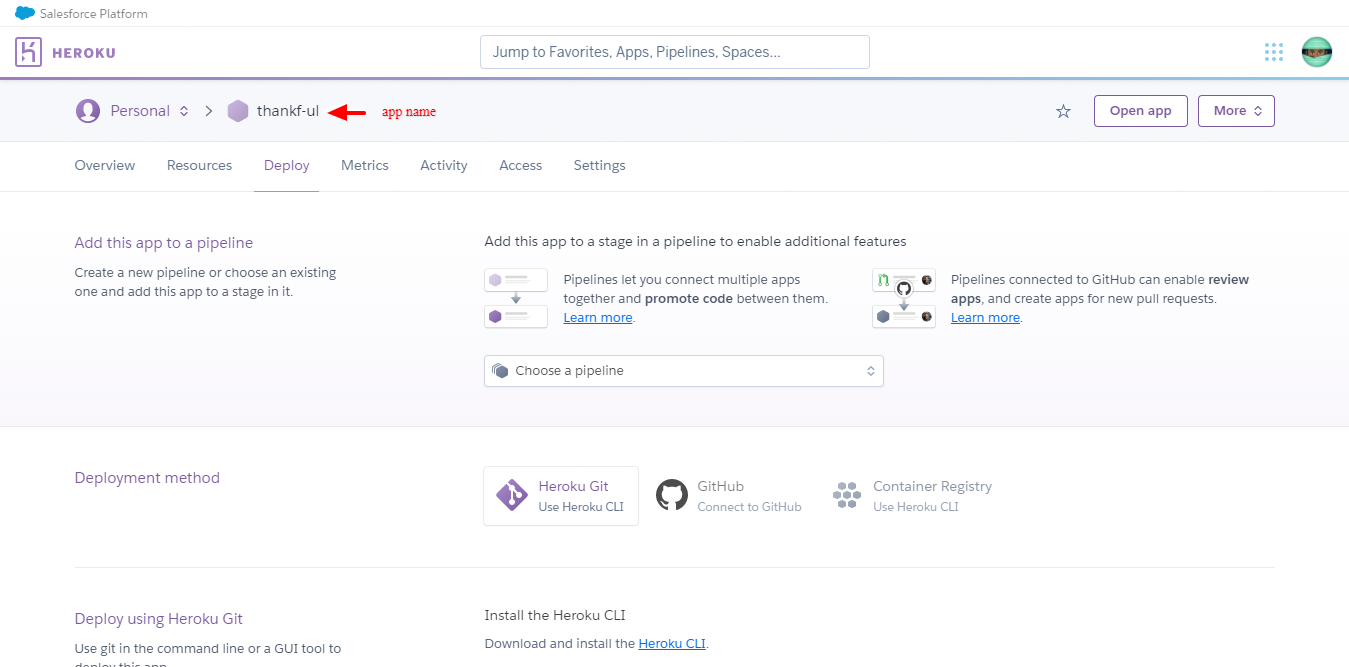 Salesforce Platform
HEROKU
Jump to Favorites, Apps, Pipelines, Spaces...
Personal
thankf-ul
app name
Open app
More
Overview
Resources
Deploy
Metrics
Activity
Access
Settings
Add this app to a pipeline
Create a new pipeline or choose an existing
one and add this app to a stage in it.
Add this app to a stage in a pipeline to enable additional features
Pipelines let you connect multiple apps
together and promote code between them.
Learn more.
Pipelines connected to GitHub can enable review
apps, and create apps for new pull requests.
Learn more.
Choose a pipeline
Deployment method
Heroku Git
Use Heroku CLI
GitHub
Connect to GitHub
Container Registry
Use Heroku CLI
Deploy using Heroku Git
Use git in the command line or a GUI tool to
deploy this app.
Install the Heroku CLI
Download and install the Heroku CLI.